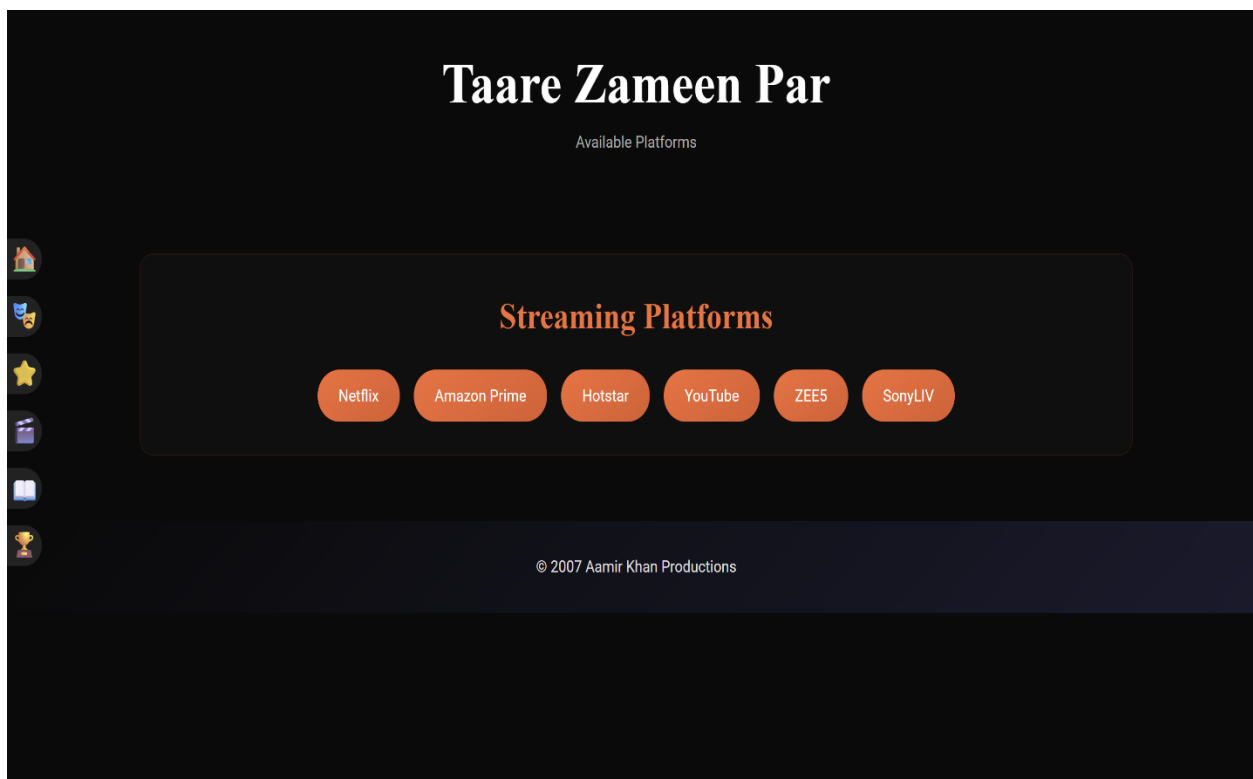 Taare Zameen Par
Available Platforms
Streaming Platforms
Netflix Amazon Prime Hotstar YouTube ZEE5 SonyLIV
© 2007 Aamir Khan Productions